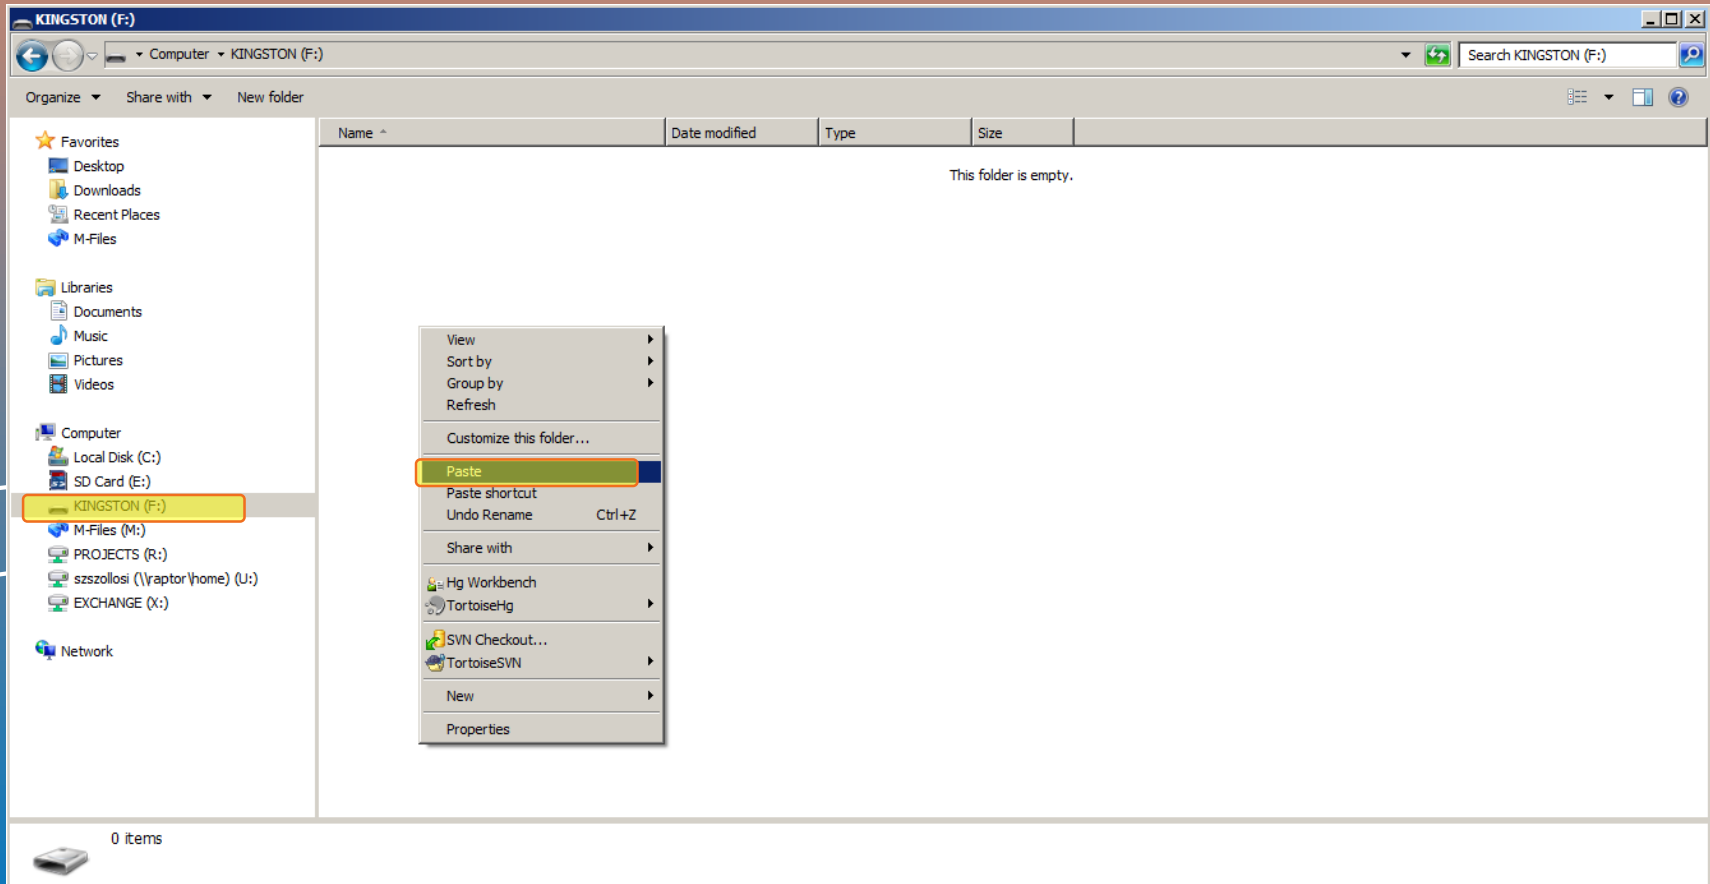 KINGSTON (F:)
Computer KINGSTON (F:)
Search KINGSTON (F:)
Organize Share with New folder
Name Date modified Type Size
This folder is empty.
Favorites
Desktop
Downloads
Recent Places
M-Files
Libraries
Documents
Music
Pictures
Videos
Computer
Local Disk (C:)
SD Card (E:)
KINGSTON (F:)
M-Files (M:)
PROJECTS (R:)
szszollosi (\\raptor\home) (U:)
EXCHANGE (X:)
Network
View
Sort by
Group by
Refresh
Customize this folder...
Paste
Paste shortcut
Undo Rename Ctrl+Z
Share with
Hg Workbench
TortoiseHg
SVN Checkout...
TortoiseSVN
New
Properties
0 items